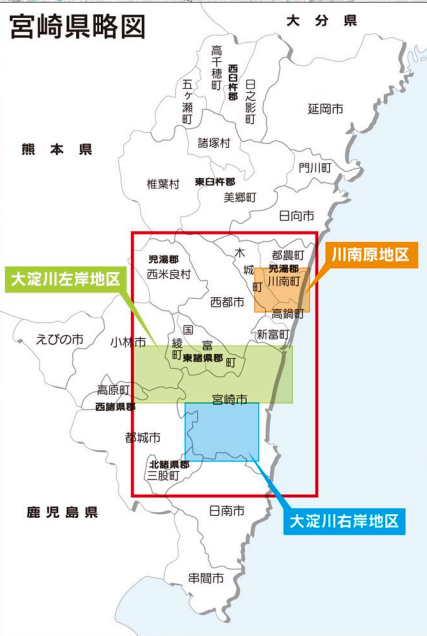 宮崎県略図
大分県
高千穂町
西臼杵郡
日之影町
五ヶ瀬町
延岡市
熊本県
諸塚村
門川町
椎葉村
東臼杵郡
美郷町
日向市
児湯郡
西米良村
木城町
都農町
児湯郡
川南町
川南原地区
大淀川左岸地区
西都市
高鍋町
えびの市
小林市
綾町
国富町
東諸県郡
新富町
高原町
西諸県郡
宮崎市
都城市
北諸県郡
三股町
鹿児島県
日南市
大淀川右岸地区
串間市